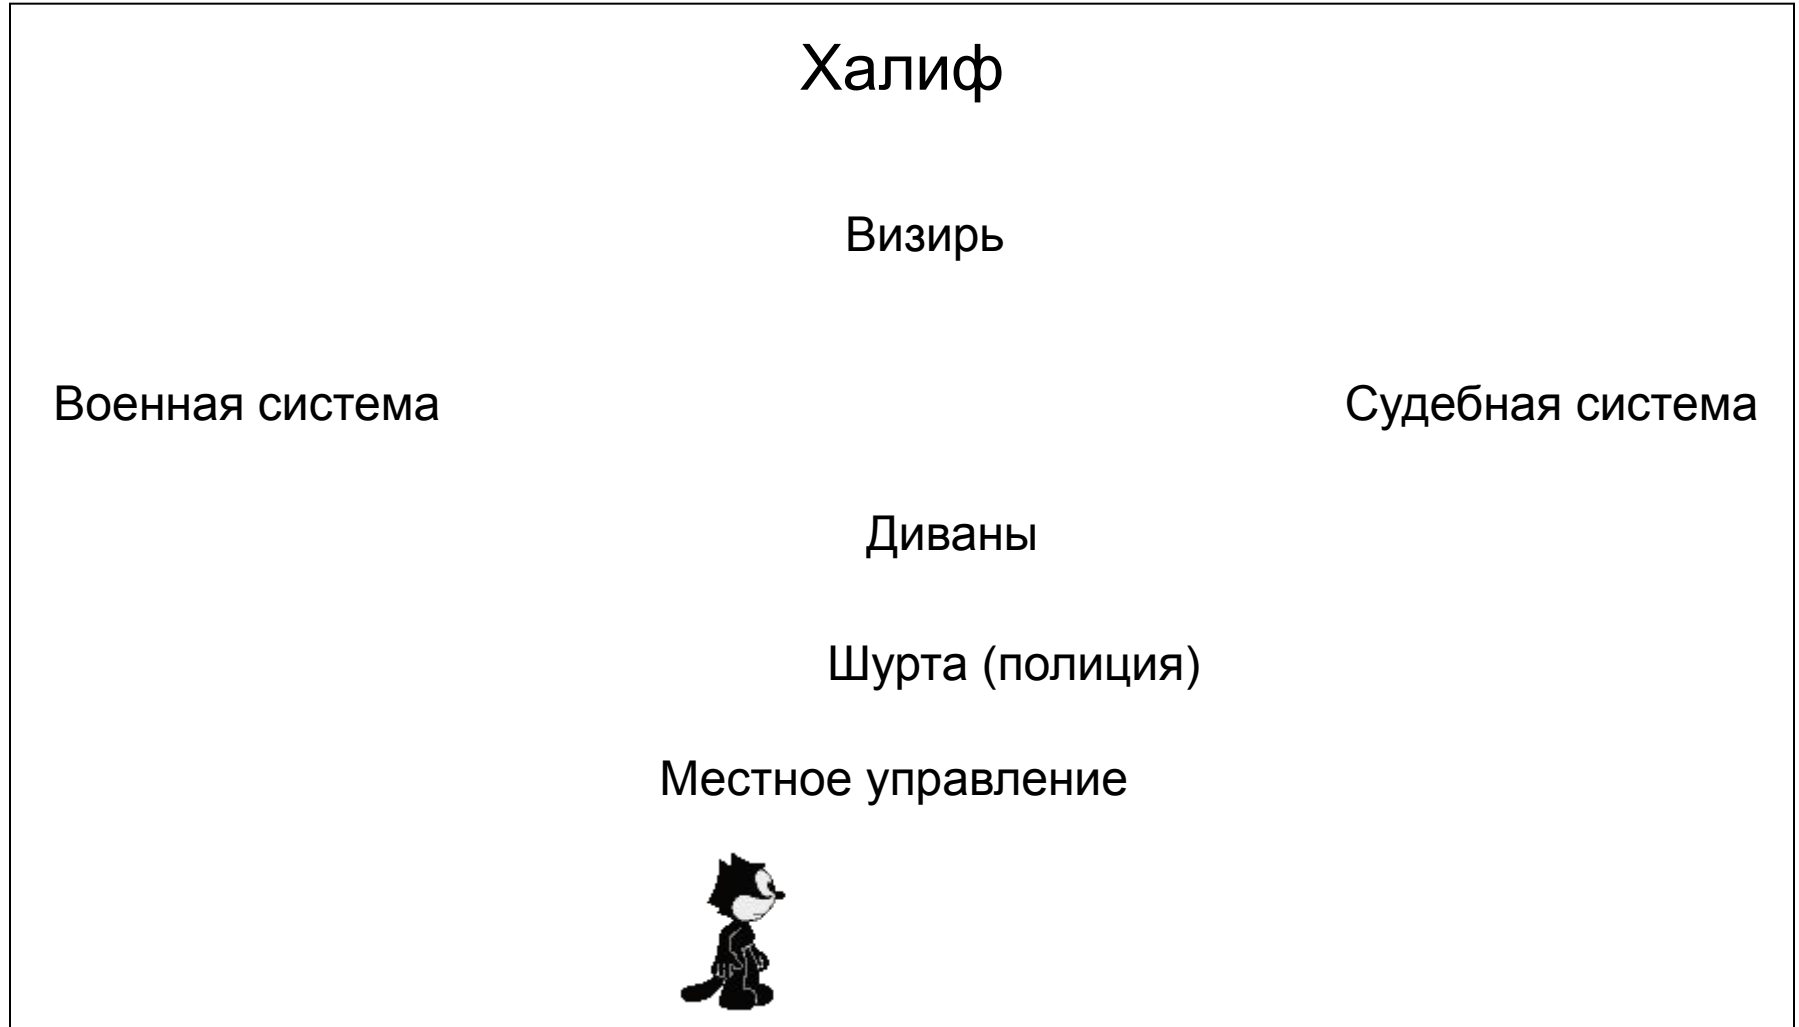 Халиф
Визирь
Военная система
Судебная система
Диваны
Шурта (полиция)
Местное управление